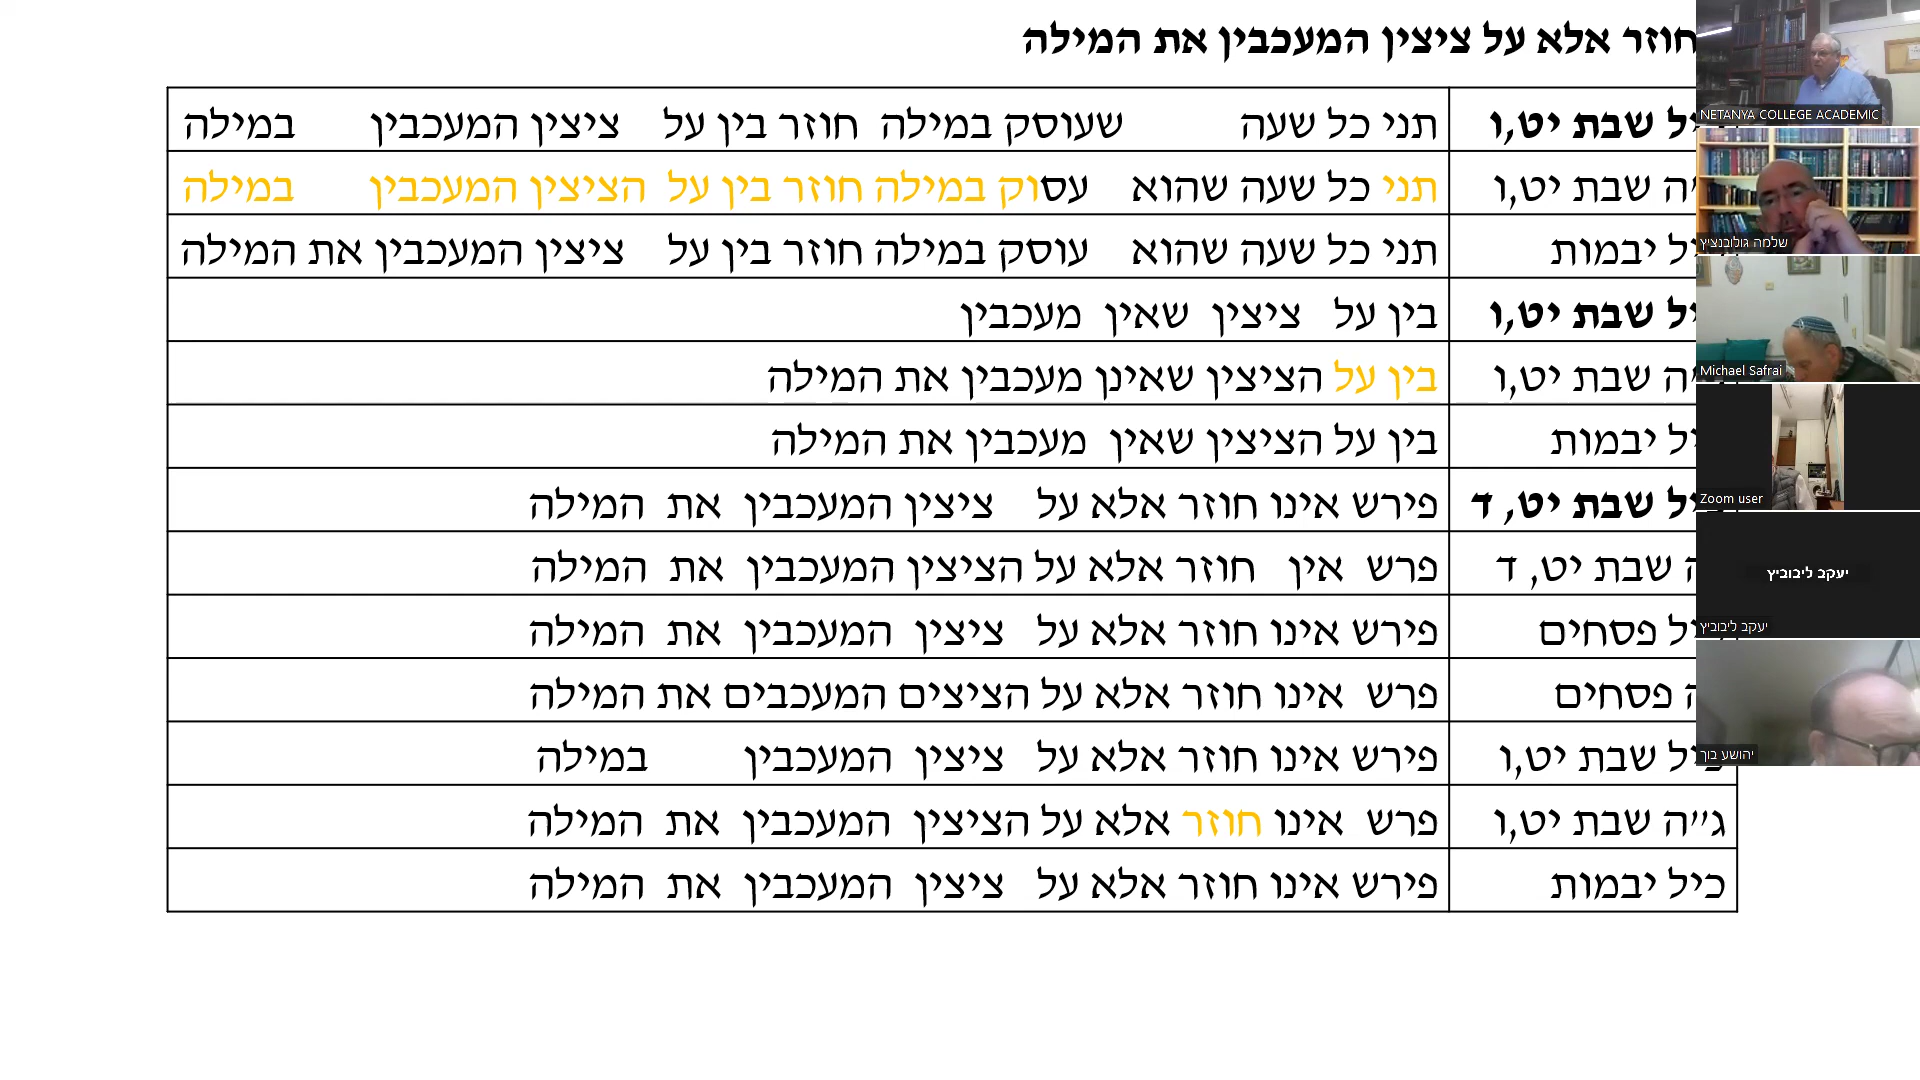 חוזר אלא על ציצין המעכבין את המילה
יל שבת יט,ו תני כל שעה שעוסק במילה חוזר בין על ציצין המעכבין במילה
ה שבת יט,ו תני כל שעה שהוא עסוק במילה חוזר בין על הציצין המעכבין במילה
יל יבמות תני כל שעה שהוא עוסק במילה חוזר בין על ציצין המעכבין את המילה
יל שבת יט,ו בין על ציצין שאין מעכבין
ה שבת יט,ו בין על הציצין שאינן מעכבין את המילה
יל יבמות בין על הציצין שאין מעכבין את המילה
יל שבת יט, ד פירש אינו חוזר אלא על ציצין המעכבין את המילה
ה שבת יט, ד פרש אין חוזר אלא על הציצין המעכבין את המילה
יל פסחים פירש אינו חוזר אלא על ציצין המעכבין את המילה
ה פסחים פרש אינו חוזר אלא על הציצים המעכבים את המילה
כיל שבת יט,ו פירש אינו חוזר אלא על ציצין המעכבין במילה
ג״ה שבת יט,ו פרש אינו חוזר אלא על הציצין המעכבין את המילה
כיל יבמות פירש אינו חוזר אלא על ציצין המעכבין את המילה
NETANYA COLLEGE ACADEMIC
שלמה גולובנציץ
Michael Safrai
Zoom user
יעקב ליבוביץ
יעקב ליבוביץ
יהושע בוך